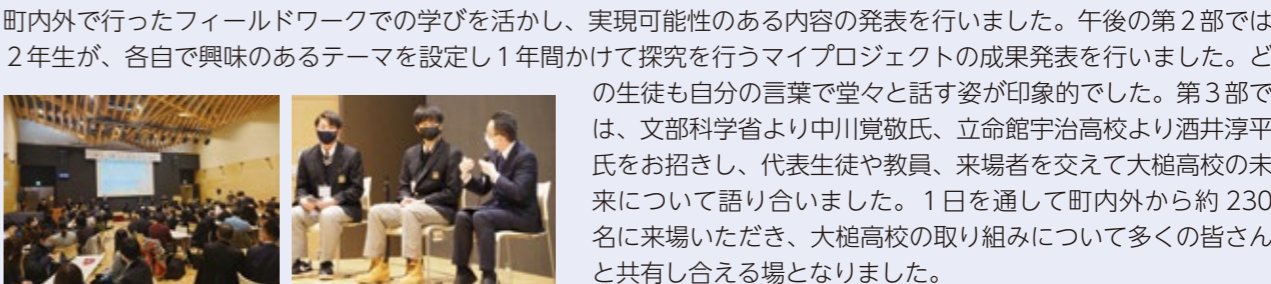 町内外で行ったフィールドワークでの学びを活かし、実現可能性のある内容の発表を行いました。午後の第２部では
２年生が、各自で興味のあるテーマを設定し１年間かけて探究を行うマイプロジェクトの成果発表を行いました。ど
の生徒も自分の言葉で堂々と話す姿が印象的でした。第３部で
は、文部科学省より中川覚敬氏、立命館宇治高校より酒井淳平
氏をお招きし、代表生徒や教員、来場者を交えて大槌高校の未
来について語り合いました。１日を通して町内外から約 230
名に来場いただき、大槌高校の取り組みについて多くの皆さん
と共有し合える場となりました。